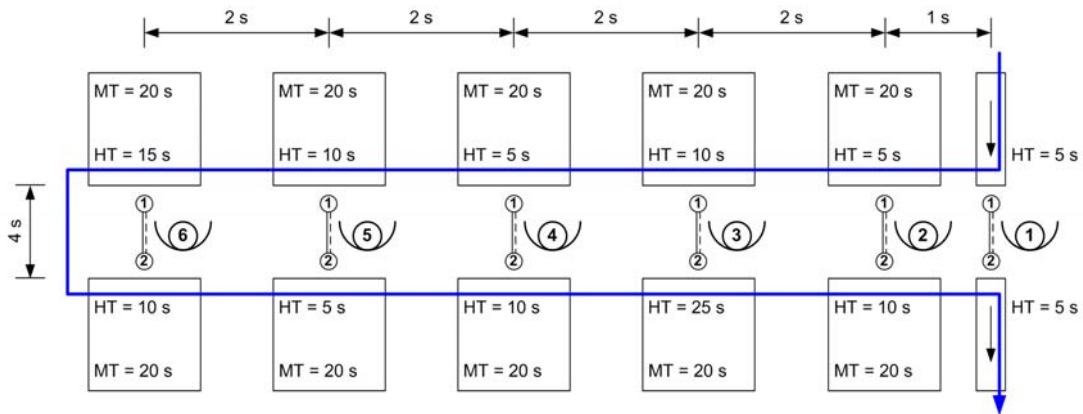 2 s 2 s 2 s 2 s 1 s
MT = 20 s MT = 20 s MT = 20 s MT = 20 s MT = 20 s
HT = 15 s HT = 10 s HT = 5 s HT = 10 s HT = 5 s HT = 5 s
4 s
1 1 1 1 1 1
6 5 4 3 2 1
2 2 2 2 2 2
HT = 10 s HT = 5 s HT = 10 s HT = 25 s HT = 10 s HT = 5 s
MT = 20 s MT = 20 s MT = 20 s MT = 20 s MT = 20 s